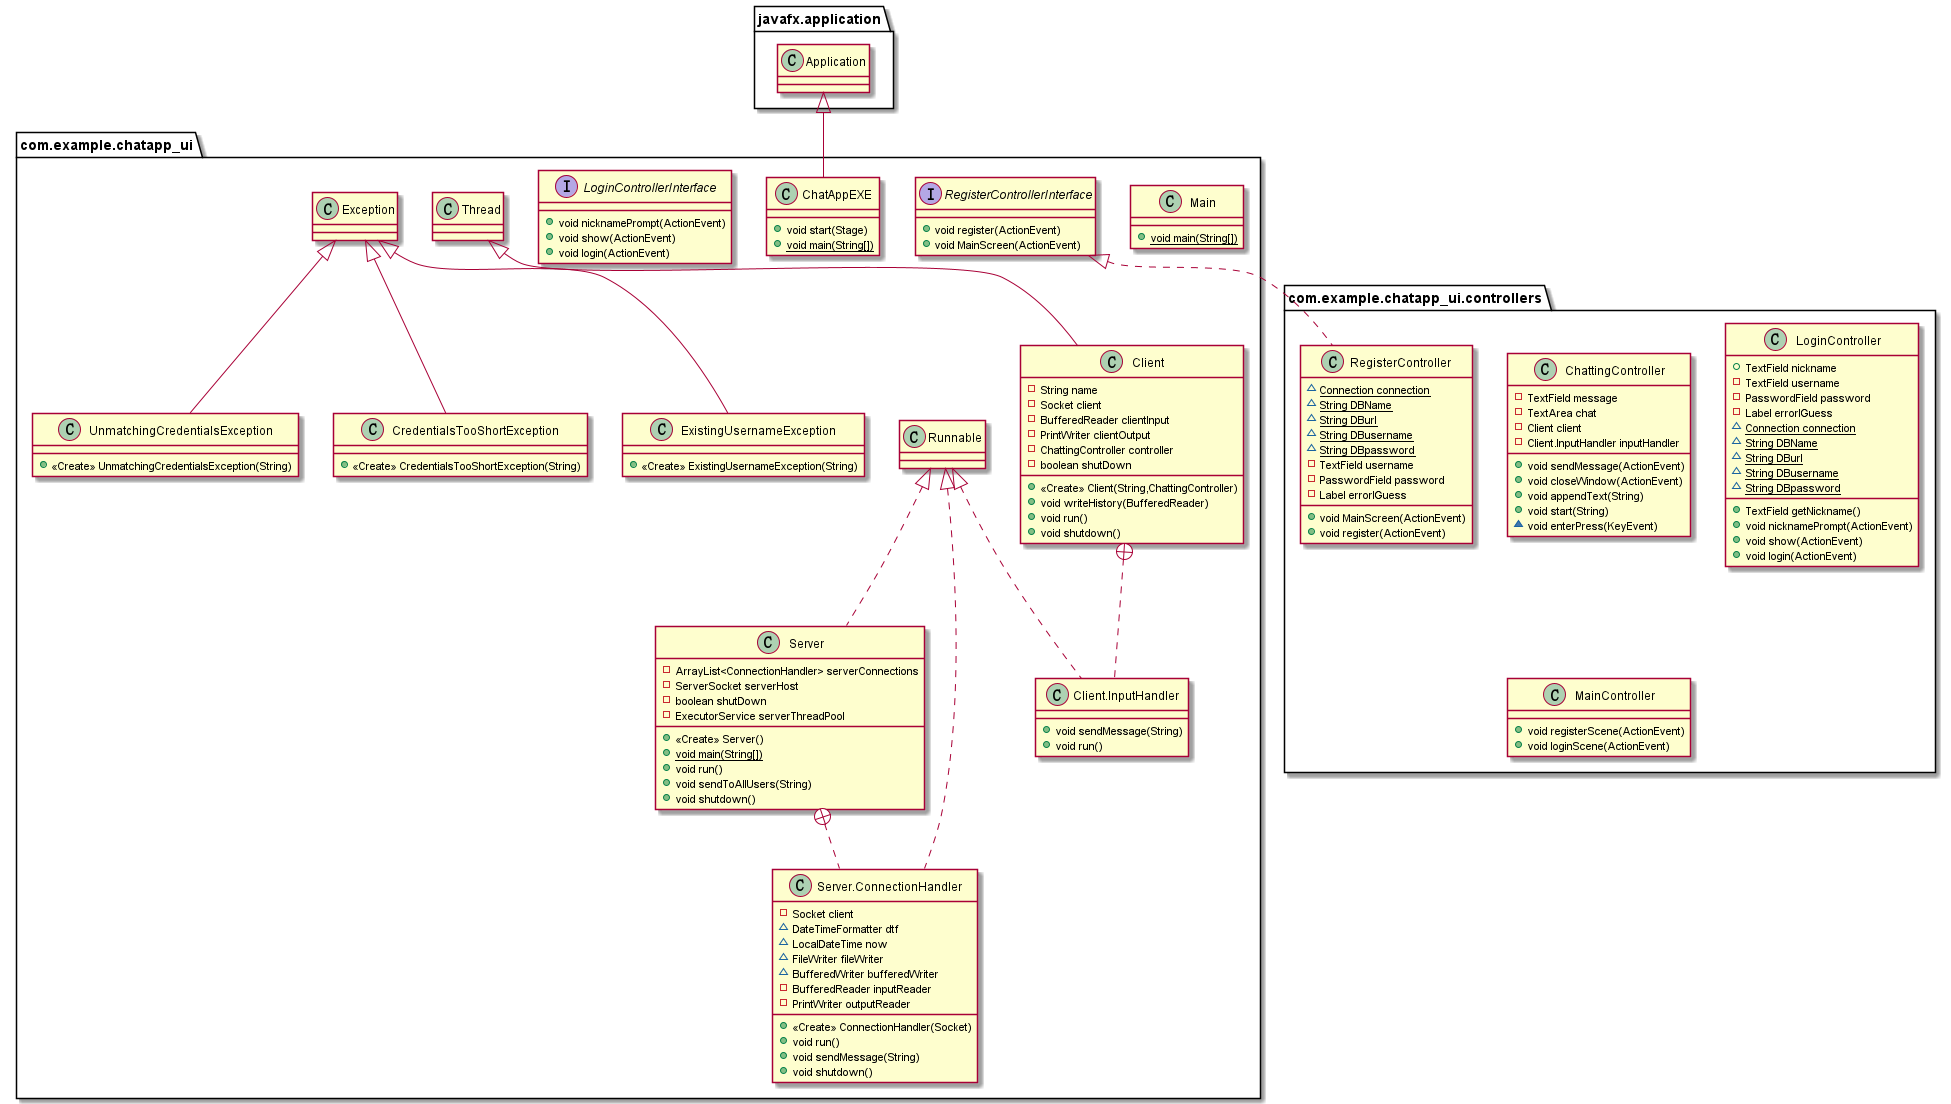 javafx.application
C Application
com.example.chatapp_ui
C Exception
C Thread
I LoginControllerInterface
void nicknamePrompt(ActionEvent)
void show(ActionEvent)
void login(ActionEvent)
C ChatAppEXE
void start(Stage)
void main(String[])
I RegisterControllerInterface
void register(ActionEvent)
void MainScreen(ActionEvent)
C Main
void main(String[])
C UnmatchingCredentialsException
«Create» UnmatchingCredentialsException(String)
C CredentialsTooShortException
«Create» CredentialsTooShortException(String)
C ExistingUsernameException
«Create» ExistingUsernameException(String)
C Runnable
C Client
String name
Socket client
BufferedReader clientInput
PrintWriter clientOutput
ChattingController controller
boolean shutDown
«Create» Client(String,ChattingController)
void writeHistory(BufferedReader)
void run()
void shutdown()
C Server
ArrayList<ConnectionHandler> serverConnections
ServerSocket serverHost
boolean shutDown
ExecutorService serverThreadPool
«Create» Server()
void main(String[])
void run()
void sendToAllUsers(String)
void shutdown()
C Client.InputHandler
void sendMessage(String)
void run()
C Server.ConnectionHandler
Socket client
DateTimeFormatter dtf
LocalDateTime now
FileWriter fileWriter
BufferedWriter bufferedWriter
BufferedReader inputReader
PrintWriter outputReader
«Create» ConnectionHandler(Socket)
void run()
void sendMessage(String)
void shutdown()
com.example.chatapp_ui.controllers
C RegisterController
Connection connection
String DBName
String DBurl
String DBusername
String DBpassword
TextField username
PasswordField password
Label errorIGuess
void MainScreen(ActionEvent)
void register(ActionEvent)
C ChattingController
TextField message
TextArea chat
Client client
Client.InputHandler inputHandler
void sendMessage(ActionEvent)
void closeWindow(ActionEvent)
void appendText(String)
void start(String)
void enterPress(KeyEvent)
C LoginController
TextField nickname
TextField username
PasswordField password
Label errorIGuess
Connection connection
String DBName
String DBurl
String DBusername
String DBpassword
TextField getNickname()
void nicknamePrompt(ActionEvent)
void show(ActionEvent)
void login(ActionEvent)
C MainController
void registerScene(ActionEvent)
void loginScene(ActionEvent)